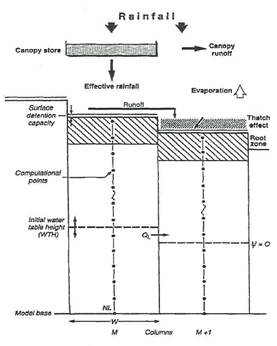 Rainfall
Canopy store
Canopy
runoff
Effective rainfall
Evaporation
Surface
detention
capacity
Runoff
Thatch
effect
Root
zone
Computational
points
Initial water
table height
(WTH)
QL
ψ = O
Model base
NL
W
M
Columns
M +1